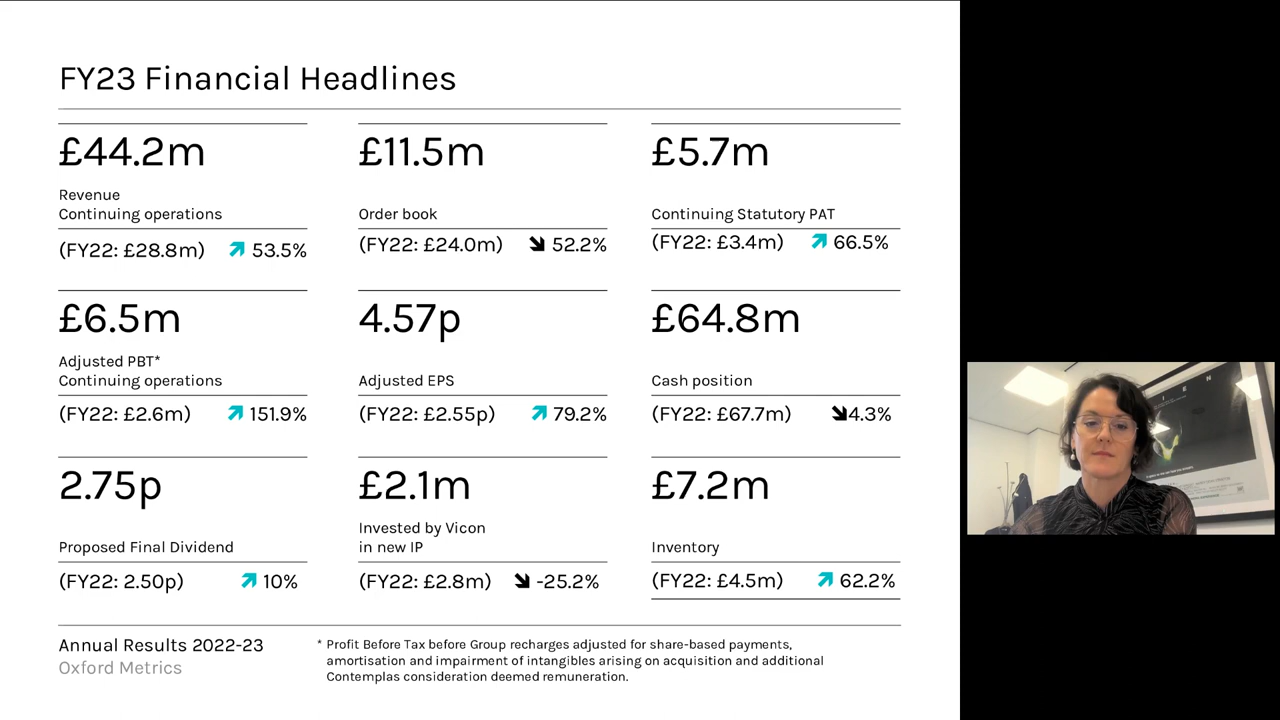 FY23 Financial Headlines
£44.2m
Revenue
Continuing operations
(FY22: £28.8m) 53.5%
£11.5m
Order book
(FY22: £24.0m) 52.2%
£5.7m
Continuing Statutory PAT
(FY22: £3.4m) 66.5%
£6.5m
Adjusted PBT*
Continuing operations
(FY22: £2.6m) 151.9%
4.57p
Adjusted EPS
(FY22: £2.55p) 79.2%
£64.8m
Cash position
(FY22: £67.7m) 4.3%
2.75p
Proposed Final Dividend
(FY22: 2.50p) 10%
£2.1m
Invested by Vicon
in new IP
(FY22: £2.8m) -25.2%
£7.2m
Inventory
(FY22: £4.5m) 62.2%
Annual Results 2022-23
Oxford Metrics
* Profit Before Tax before Group recharges adjusted for share-based payments,
amortisation and impairment of intangibles arising on acquisition and additional
Contemplas consideration deemed remuneration.
I E N